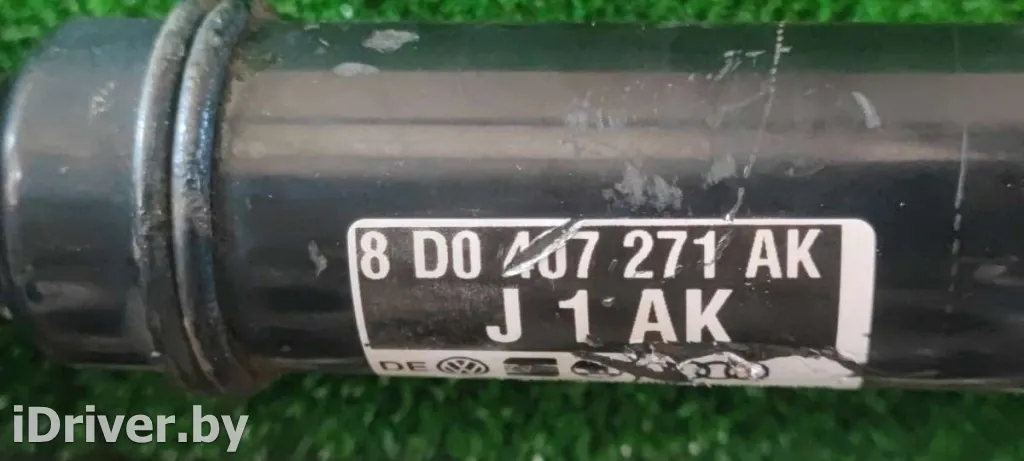 8 D0 407 271 AK
J 1 AK
DE
iDriver.by